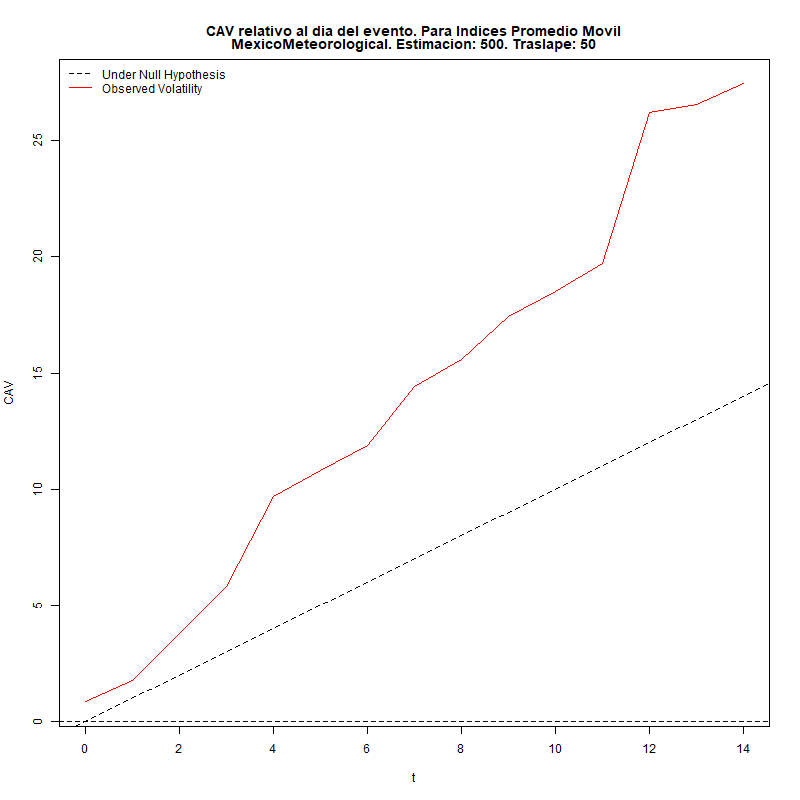 CAV relativo al dia del evento. Para Indices Promedio Movil
MexicoMeteorological. Estimacion: 500. Traslape: 50
Under Null Hypothesis
Observed Volatility
25
20
15
10
5
0
CAV
0 2 4 6 8 10 12 14
t